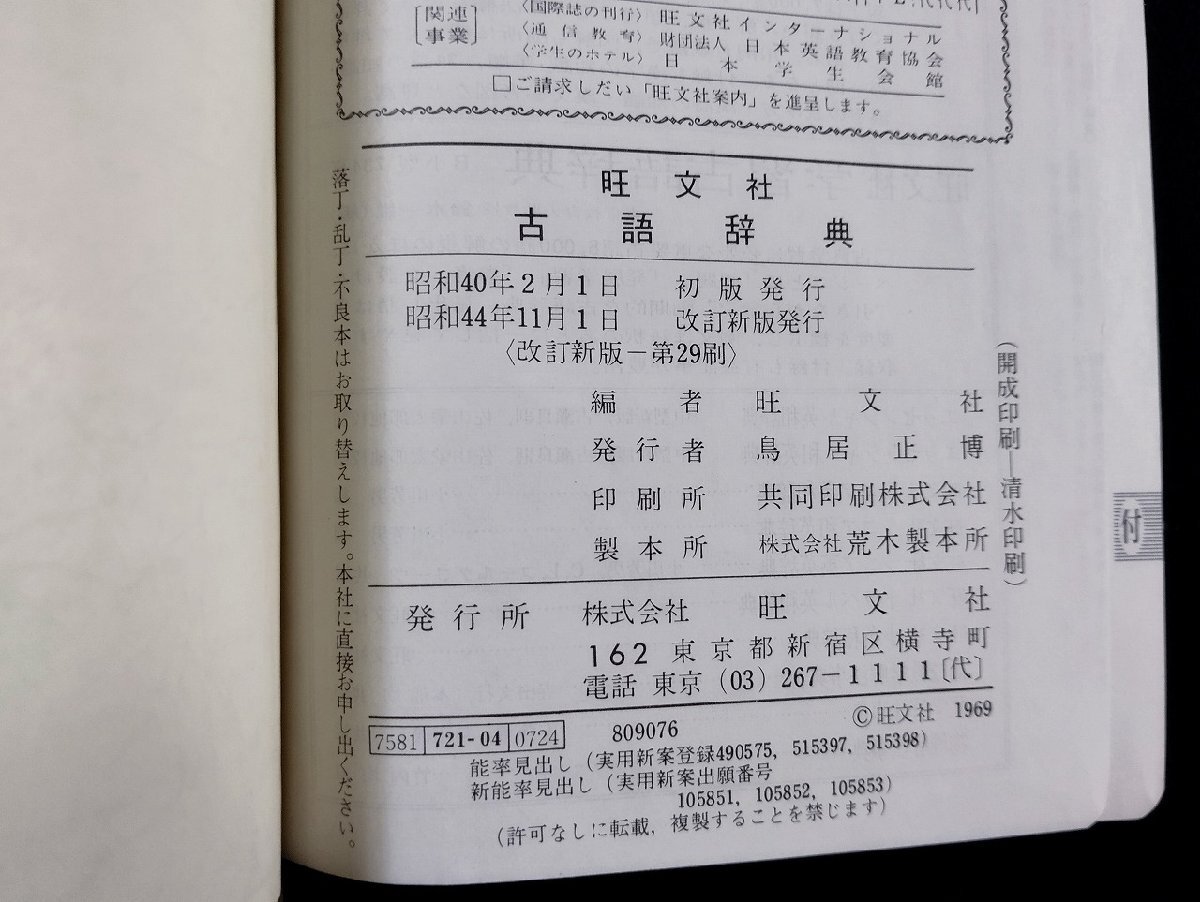 [関連事業]
〈国際誌の刊行〉 旺文社インターナショナル
〈通信教育〉 財団法人 日本英語教育協会
〈学生のホテル〉 日本学生会館
□ご請求しだい「旺文社案内」を進呈します。
旺文社
古語辞典
昭和40年2月1日 初版発行
昭和44年11月1日 改訂新版発行
〈改訂新版－第29刷〉
編者 旺文社
発行者 鳥居正博
印刷所 共同印刷株式会社
製本所 株式会社荒木製本所
発行所 株式会社 旺文社
162 東京都新宿区横寺町
電話 東京 (03) 267－1111〔代〕
©旺文社 1969
7581 721-04 0724 809076
能率見出し (実用新案登録490575, 515397, 515398)
新能率見出し (実用新案出願番号
105851, 105852, 105853)
(許可なしに転載, 複製することを禁じます)
(開成印刷―清水印刷)
落丁・乱丁・不良本はお取り替えします。本社に直接お申し出ください。
付